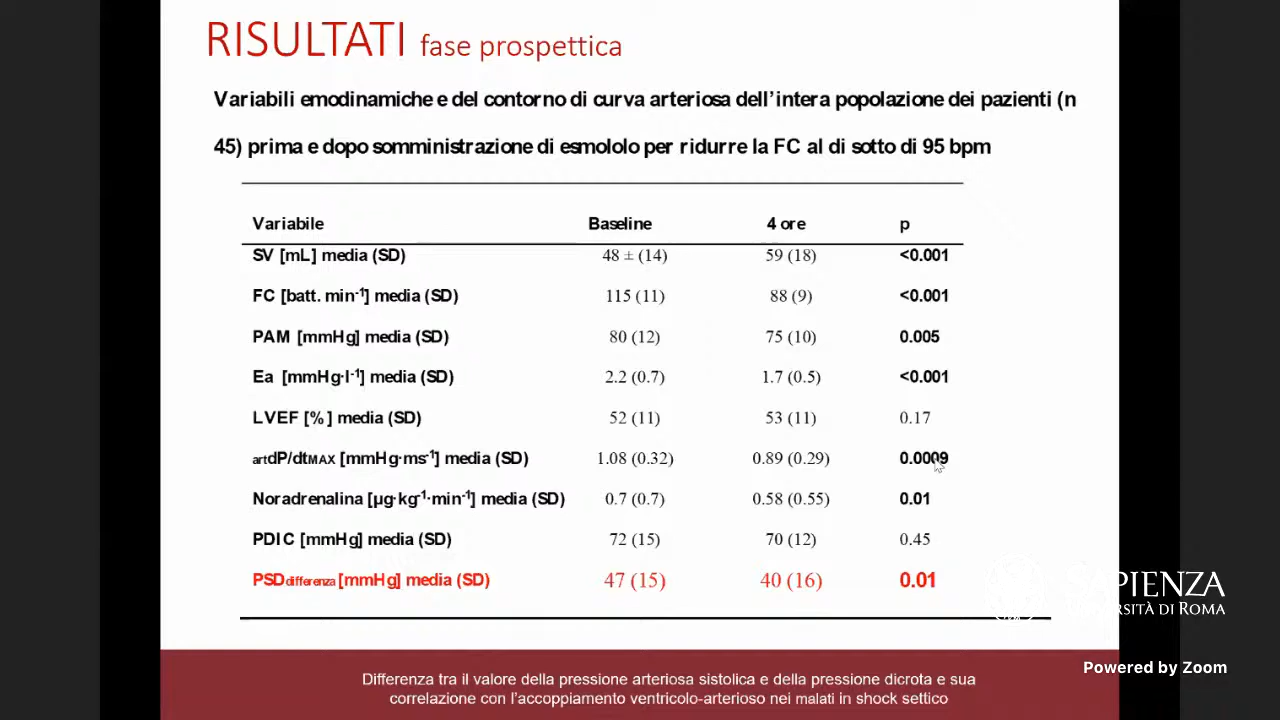 RISULTATI fase prospettica
Variabili emodinamiche e del contorno di curva arteriosa dell'intera popolazione dei pazienti (n
45) prima e dopo somministrazione di esmololo per ridurre la FC al di sotto di 95 bpm
Variabile Baseline 4 ore p
SV [mL] media (SD) 48 ± (14) 59 (18) <0.001
FC [batt. min-1] media (SD) 115 (11) 88 (9) <0.001
PAM [mmHg] media (SD) 80 (12) 75 (10) 0.005
Ea [mmHg·l-1] media (SD) 2.2 (0.7) 1.7 (0.5) <0.001
LVEF [%] media (SD) 52 (11) 53 (11) 0.17
artdP/dtMAX [mmHg·ms-1] media (SD) 1.08 (0.32) 0.89 (0.29) 0.0009
Noradrenalina [µg·kg-1·min-1] media (SD) 0.7 (0.7) 0.58 (0.55) 0.01
PDIC [mmHg] media (SD) 72 (15) 70 (12) 0.45
PSDdifferenza [mmHg] media (SD) 47 (15) 40 (16) 0.01
SAPIENZA
UNIVERSITÀ DI ROMA
Powered by Zoom
Differenza tra il valore della pressione arteriosa sistolica e della pressione dicrota e sua
correlazione con l'accoppiamento ventricolo-arterioso nei malati in shock settico